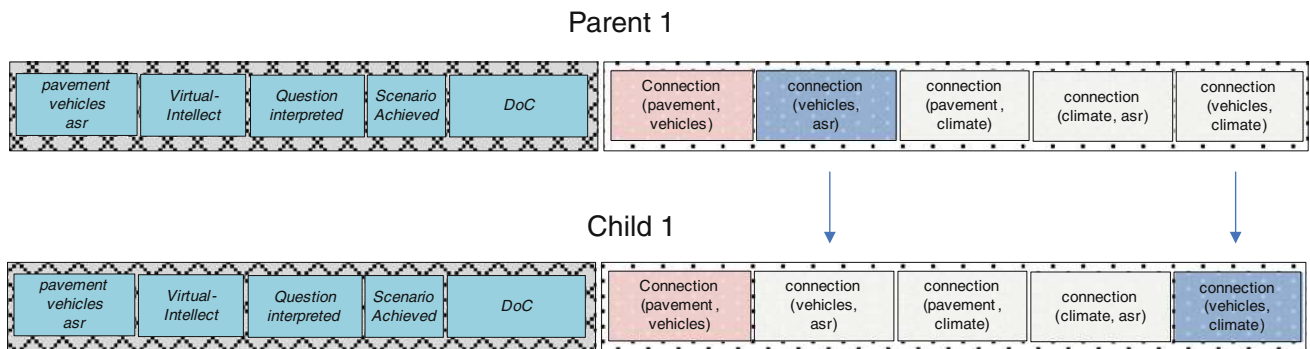 Parent 1
pavement
vehicles
asr
Virtual-
Intellect
Question
interpreted
Scenario
Achieved
DoC
Connection
(pavement,
vehicles)
connection
(vehicles,
asr)
connection
(pavement,
climate)
connection
(climate, asr)
connection
(vehicles,
climate)
Child 1
pavement
vehicles
asr
Virtual-
Intellect
Question
interpreted
Scenario
Achieved
DoC
Connection
(pavement,
vehicles)
connection
(vehicles,
asr)
connection
(pavement,
climate)
connection
(climate, asr)
connection
(vehicles,
climate)